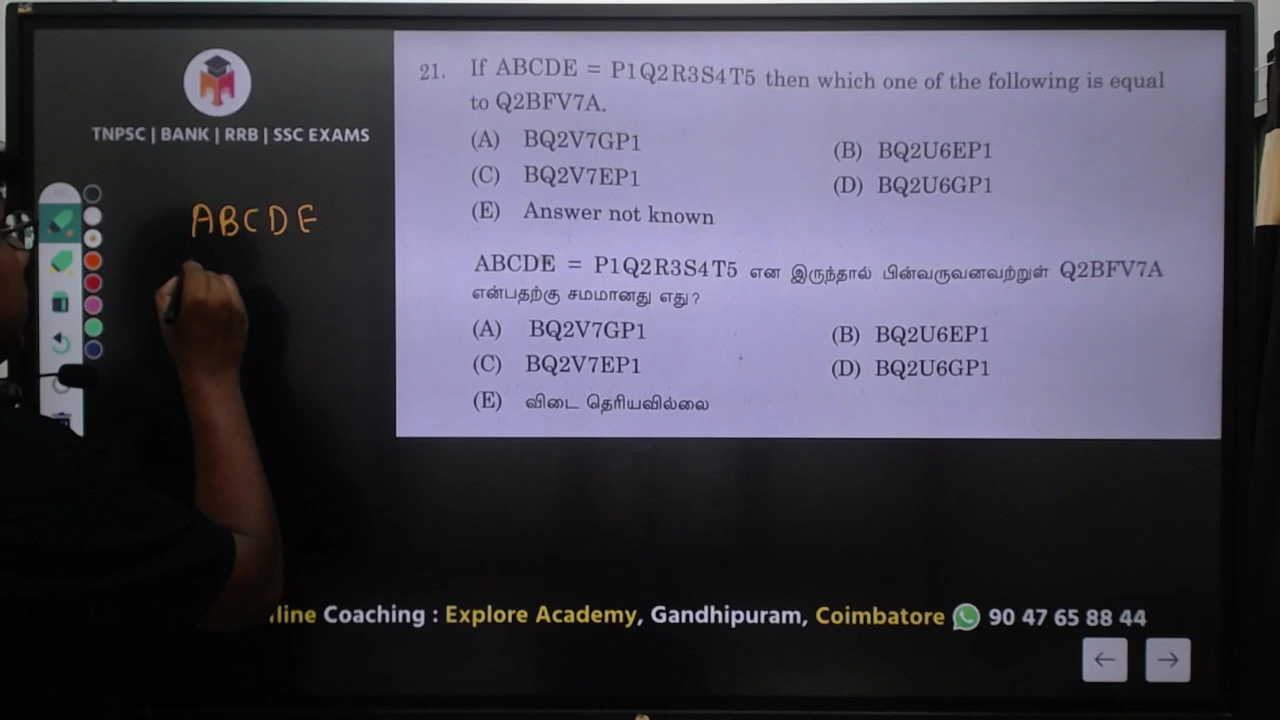 TNPSC | BANK | RRB | SSC EXAMS
ABCDE
21. If ABCDE = P1Q2R3S4T5 then which one of the following is equal
to Q2BFV7A.
(A) BQ2V7GP1 (B) BQ2U6EP1
(C) BQ2V7EP1 (D) BQ2U6GP1
(E) Answer not known
ABCDE = P1Q2R3S4T5 என இருந்தால் பின்வருவனவற்றுள் Q2BFV7A
என்பதற்கு சமமானது எது?
(A) BQ2V7GP1 (B) BQ2U6EP1
(C) BQ2V7EP1 (D) BQ2U6GP1
(E) விடை தெரியவில்லை
line Coaching : Explore Academy, Gandhipuram, Coimbatore 90 47 65 88 44